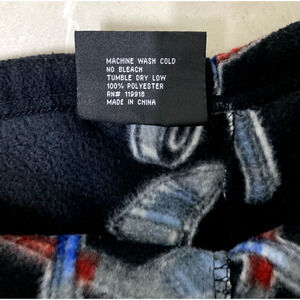 MACHINE WASH COLD
NO BLEACH
TUMBLE DRY LOW
100% POLYESTER
RN# 119918
MADE IN CHINA